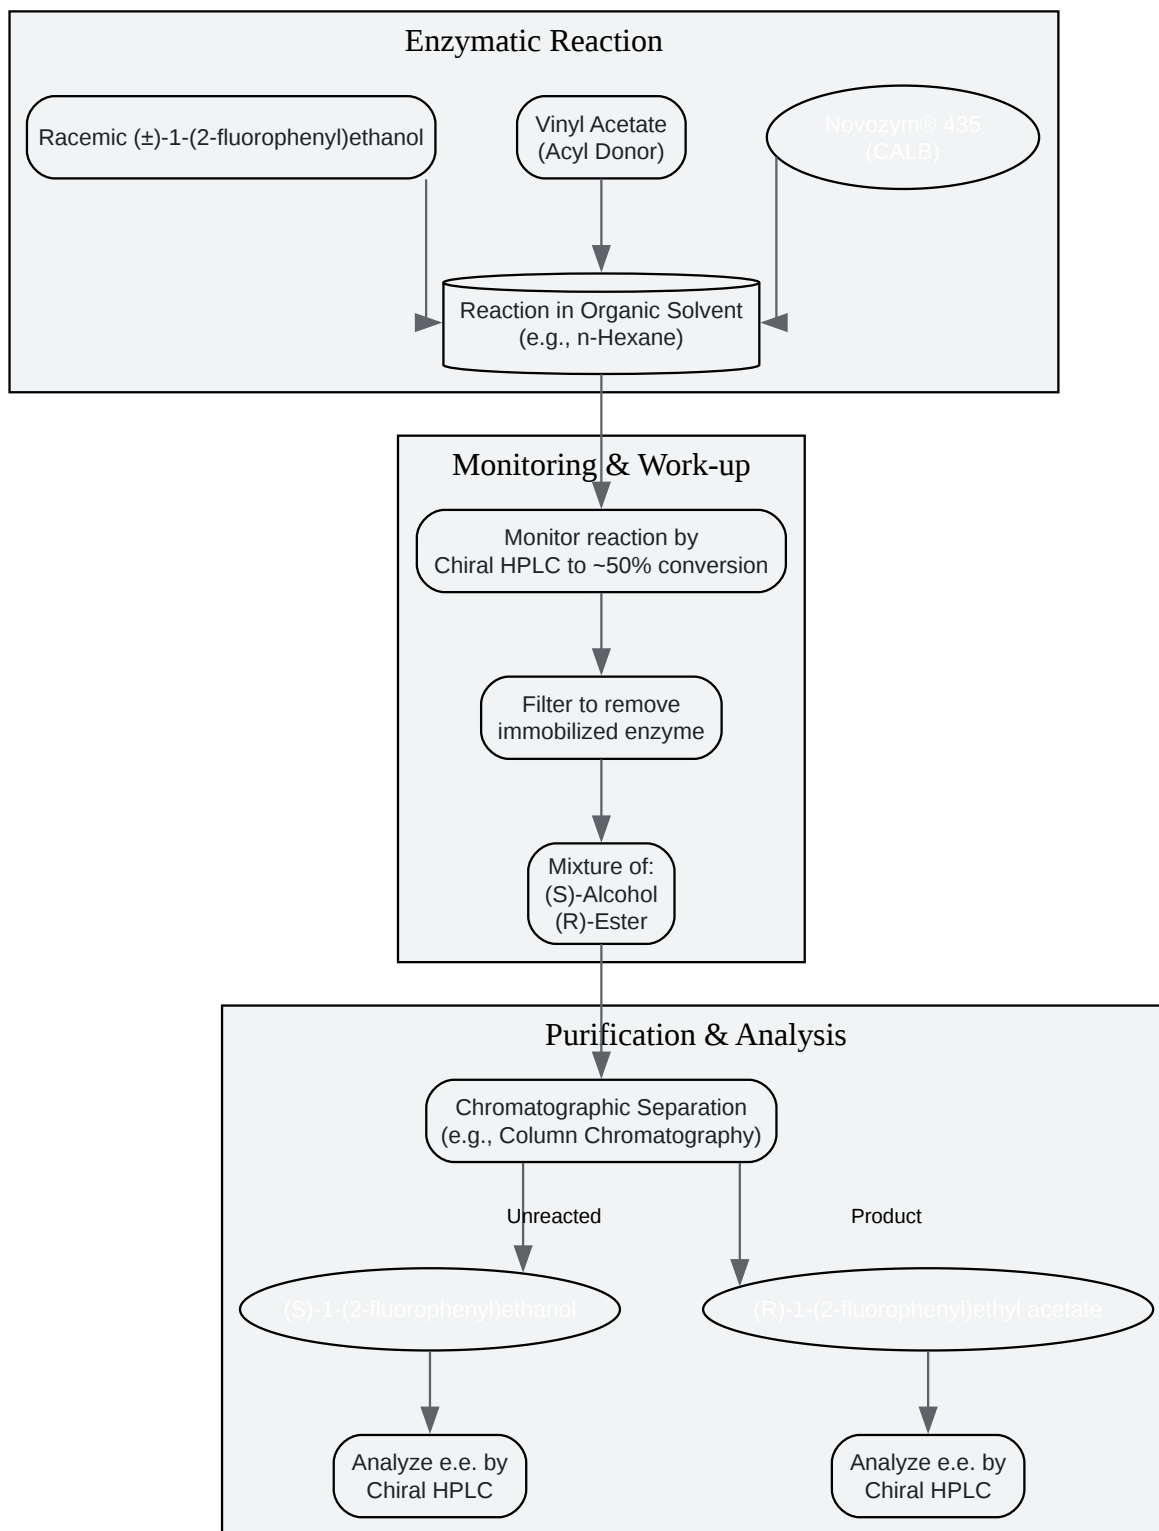 Enzymatic Reaction
Racemic (±)-1-(2-fluorophenyl)ethanol
Vinyl Acetate
(Acyl Donor)
Novozym® 435
(CALB)
Reaction in Organic Solvent
(e.g., n-Hexane)
Monitoring & Work-up
Monitor reaction by
Chiral HPLC to ~50% conversion
Filter to remove
immobilized enzyme
Mixture of:
(S)-Alcohol
(R)-Ester
Purification & Analysis
Chromatographic Separation
(e.g., Column Chromatography)
Unreacted
Product
(S)-1-(2-fluorophenyl)ethanol
(R)-1-(2-fluorophenyl)ethyl acetate
Analyze e.e. by
Chiral HPLC
Analyze e.e. by
Chiral HPLC